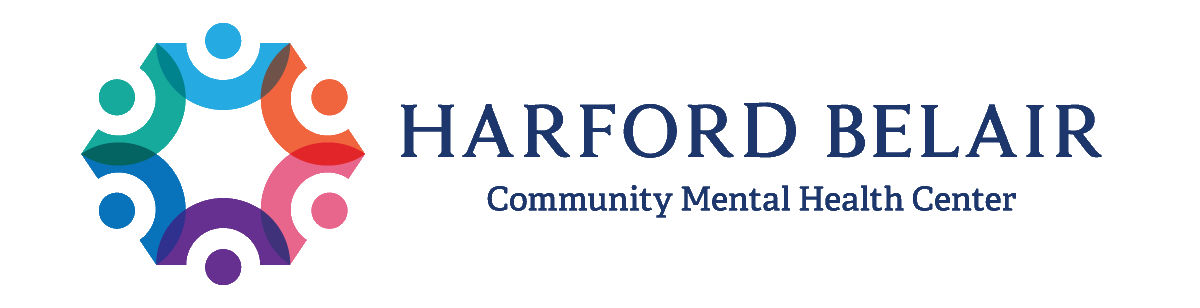 HARFORD BELAIR
Community Mental Health Center